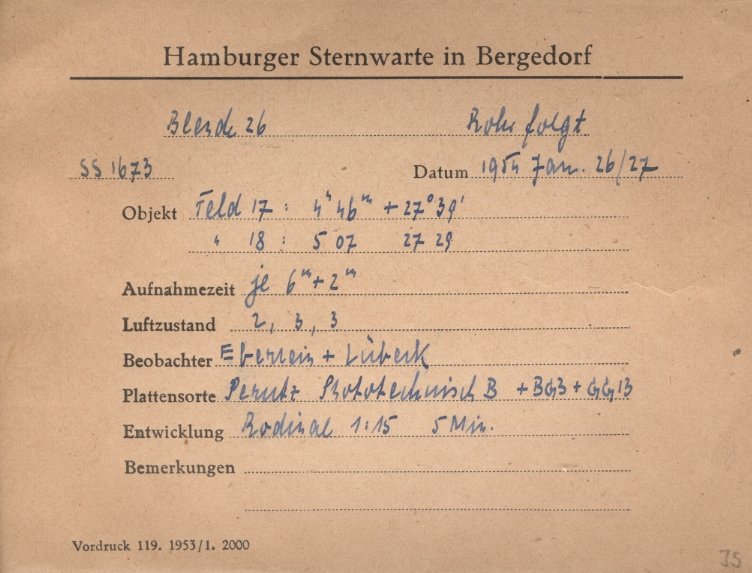 Hamburger Sternwarte in Bergedorf
Blende 26 Rohr folgt
SS 1673 Datum 1954 Jan. 26/27
Objekt Feld 17 : 4h 46m + 27° 39'
" 18 : 5 07 27 29
Aufnahmezeit je 6m + 2m
Luftzustand 2, 3, 3
Beobachter Eberlein + Lübeck
Plattensorte Perutz Phototechnisch B + BG3 + GG13
Entwicklung Rodinal 1:15 5 Min.
Bemerkungen
Vordruck 119. 1953/1. 2000